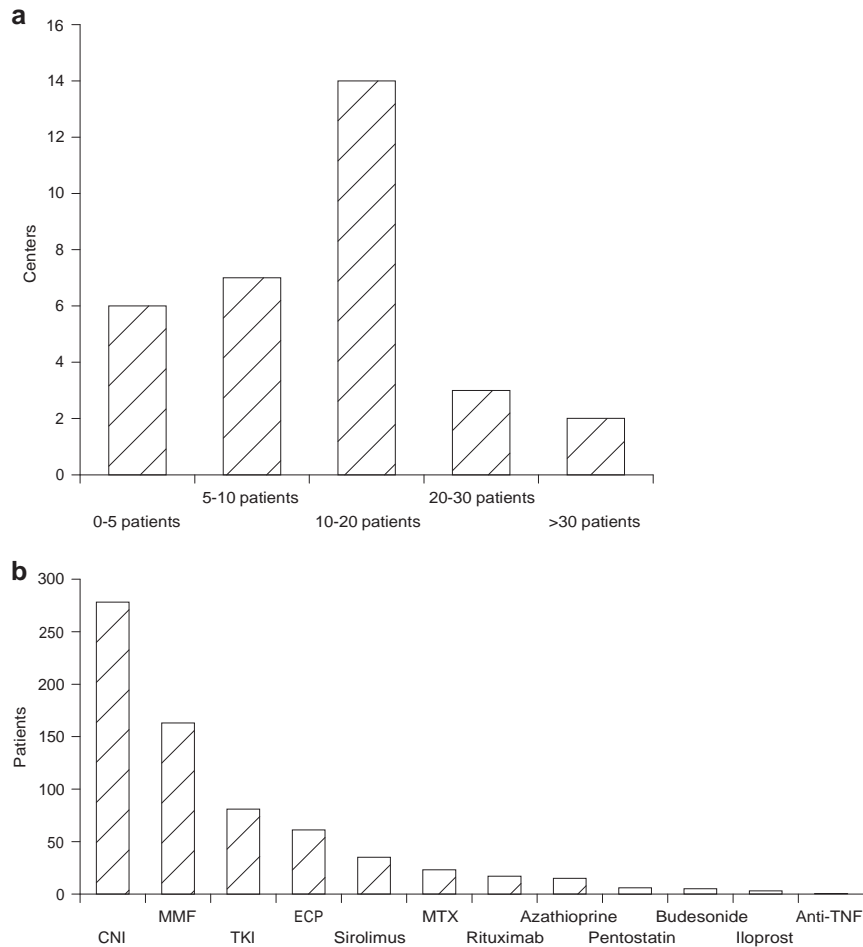 a
16
14
12
10
8
6
4
2
0
Centers
5-10 patients 20-30 patients
0-5 patients 10-20 patients >30 patients
b
300
250
200
150
100
50
0
Patients
MMF ECP MTX Azathioprine Budesonide Anti-TNF
CNI TKI Sirolimus Rituximab Pentostatin Iloprost